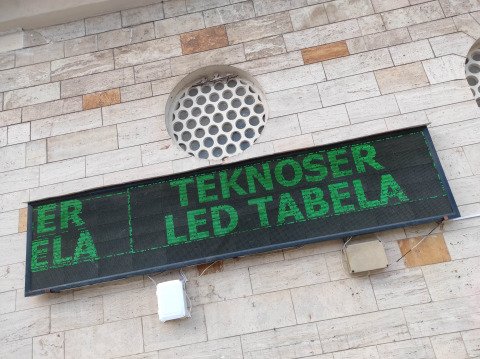 ER TEKNOSER
ELA LED TABELA